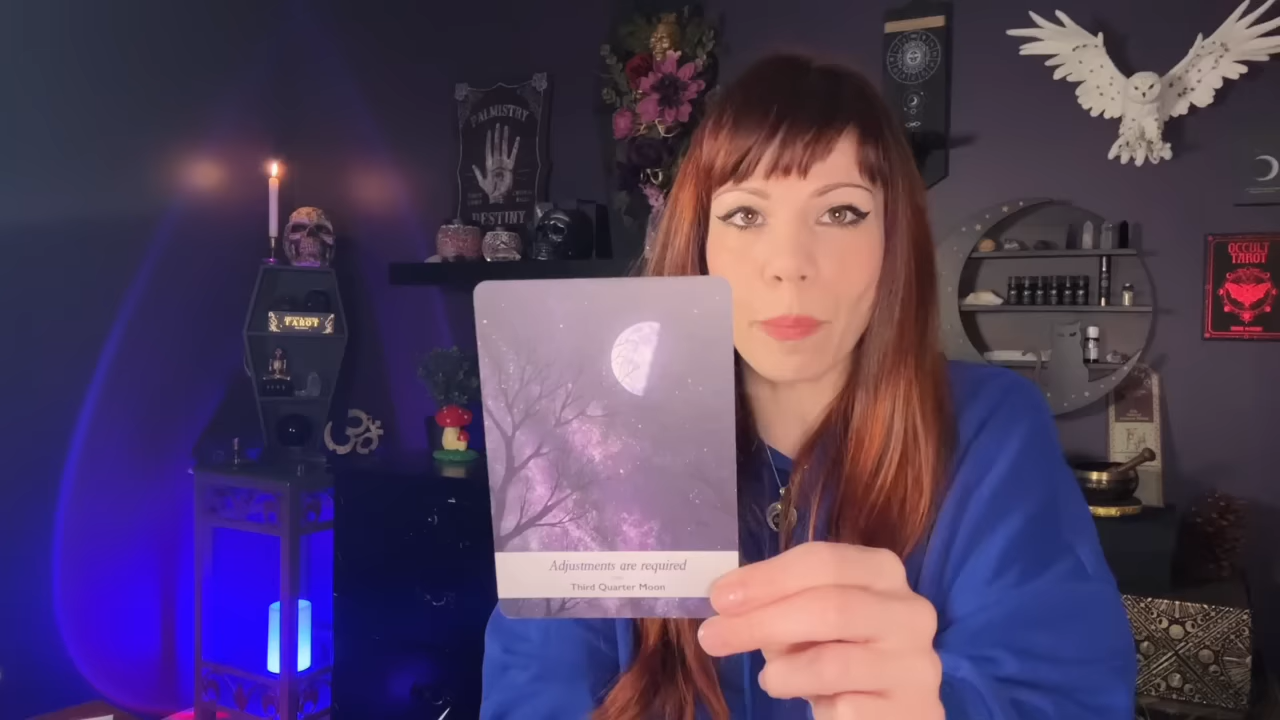 PALMISTRY
DESTINY
TAROT
OCCULT
TAROT
Adjustments are required
Third Quarter Moon